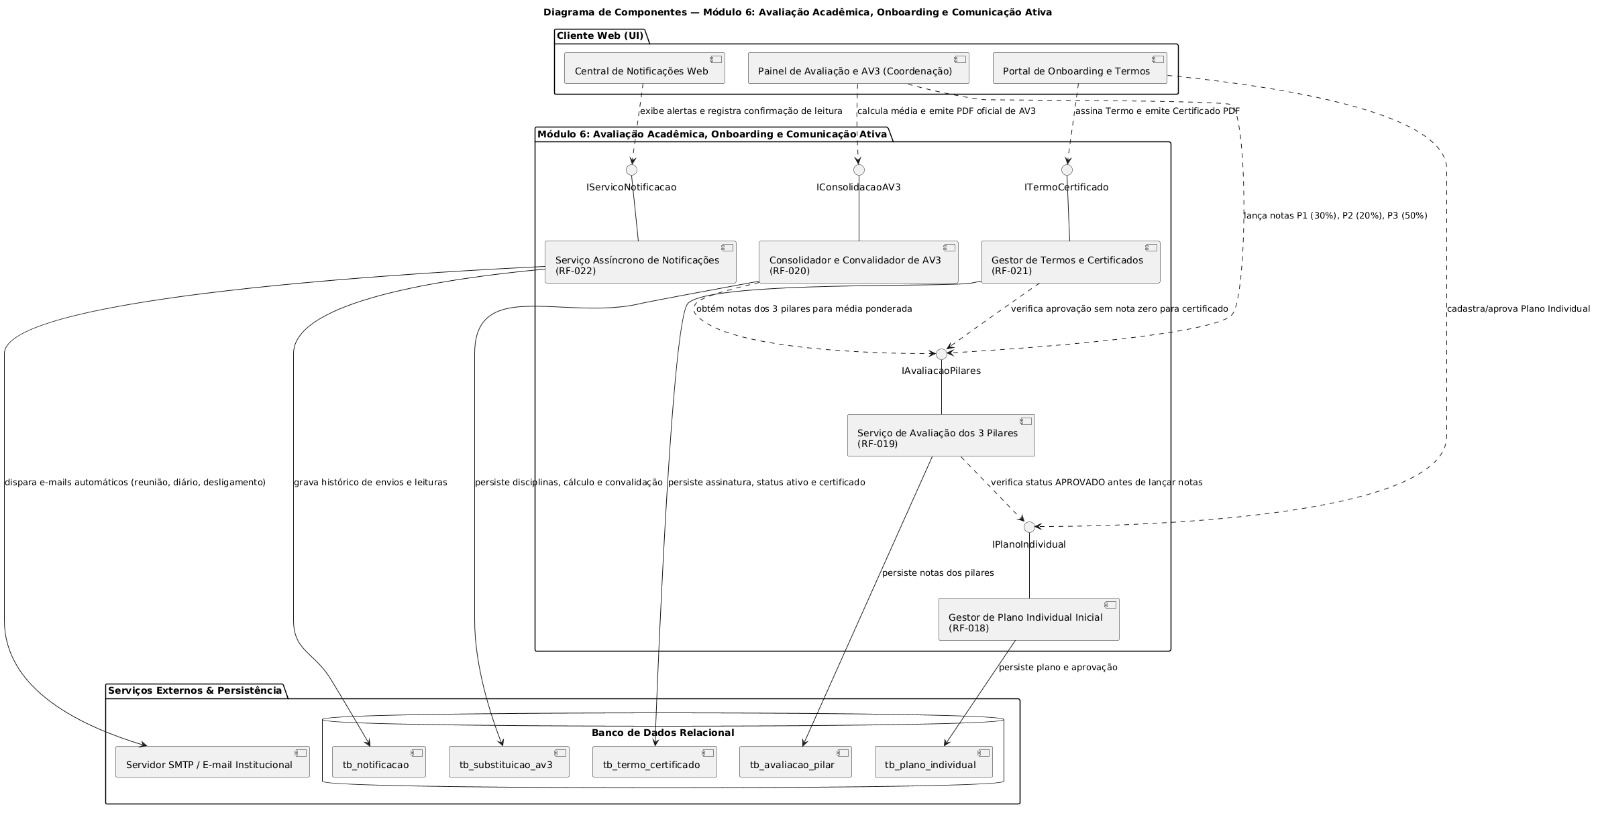 Diagrama de Componentes — Módulo 6: Avaliação Acadêmica, Onboarding e Comunicação Ativa
Cliente Web (UI)
Central de Notificações Web
Painel de Avaliação e AV3 (Coordenação)
Portal de Onboarding e Termos
exibe alertas e registra confirmação de leitura
calcula média e emite PDF oficial de AV3
assina Termo e emite Certificado PDF
Módulo 6: Avaliação Acadêmica, Onboarding e Comunicação Ativa
IServicoNotificacao
IConsolidacaoAV3
ITermoCertificado
lança notas P1 (30%), P2 (20%), P3 (50%)
Serviço Assíncrono de Notificações
(RF-022)
Consolidador e Convalidador de AV3
(RF-020)
Gestor de Termos e Certificados
(RF-021)
obtém notas dos 3 pilares para média ponderada
verifica aprovação sem nota zero para certificado
cadastra/aprova Plano Individual
IAvaliacaoPilares
Serviço de Avaliação dos 3 Pilares
(RF-019)
dispara e-mails automáticos (reunião, diário, desligamento)
grava histórico de envios e leituras
persiste disciplinas, cálculo e convalidação
persiste assinatura, status ativo e certificado
verifica status APROVADO antes de lançar notas
IPlanoIndividual
persiste notas dos pilares
Gestor de Plano Individual Inicial
(RF-018)
persiste plano e aprovação
Serviços Externos & Persistência
Banco de Dados Relacional
Servidor SMTP / E-mail Institucional
tb_notificacao
tb_substituicao_av3
tb_termo_certificado
tb_avaliacao_pilar
tb_plano_individual